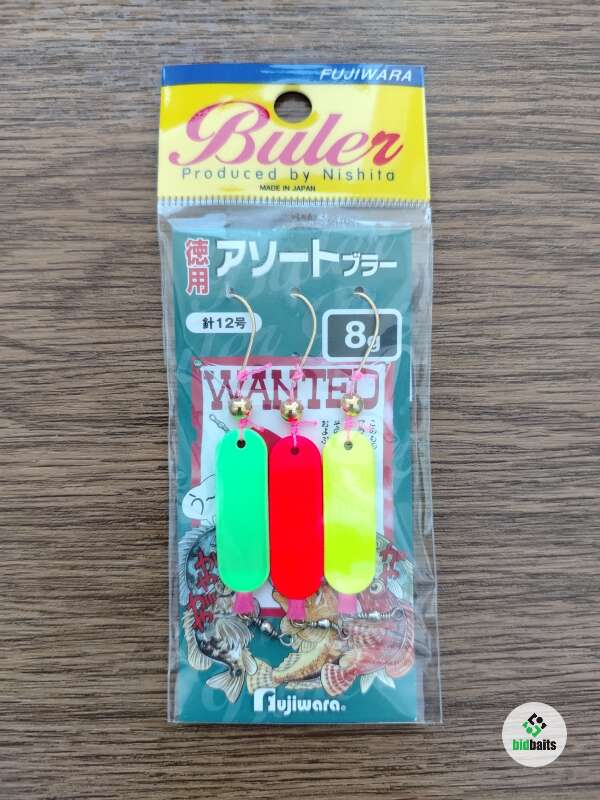 FUJIWARA
Buler
Produced by Nishita
MADE IN JAPAN
徳用
アソートブラー
針12号
8g
WANTED
Fujiwara®
bidbaits